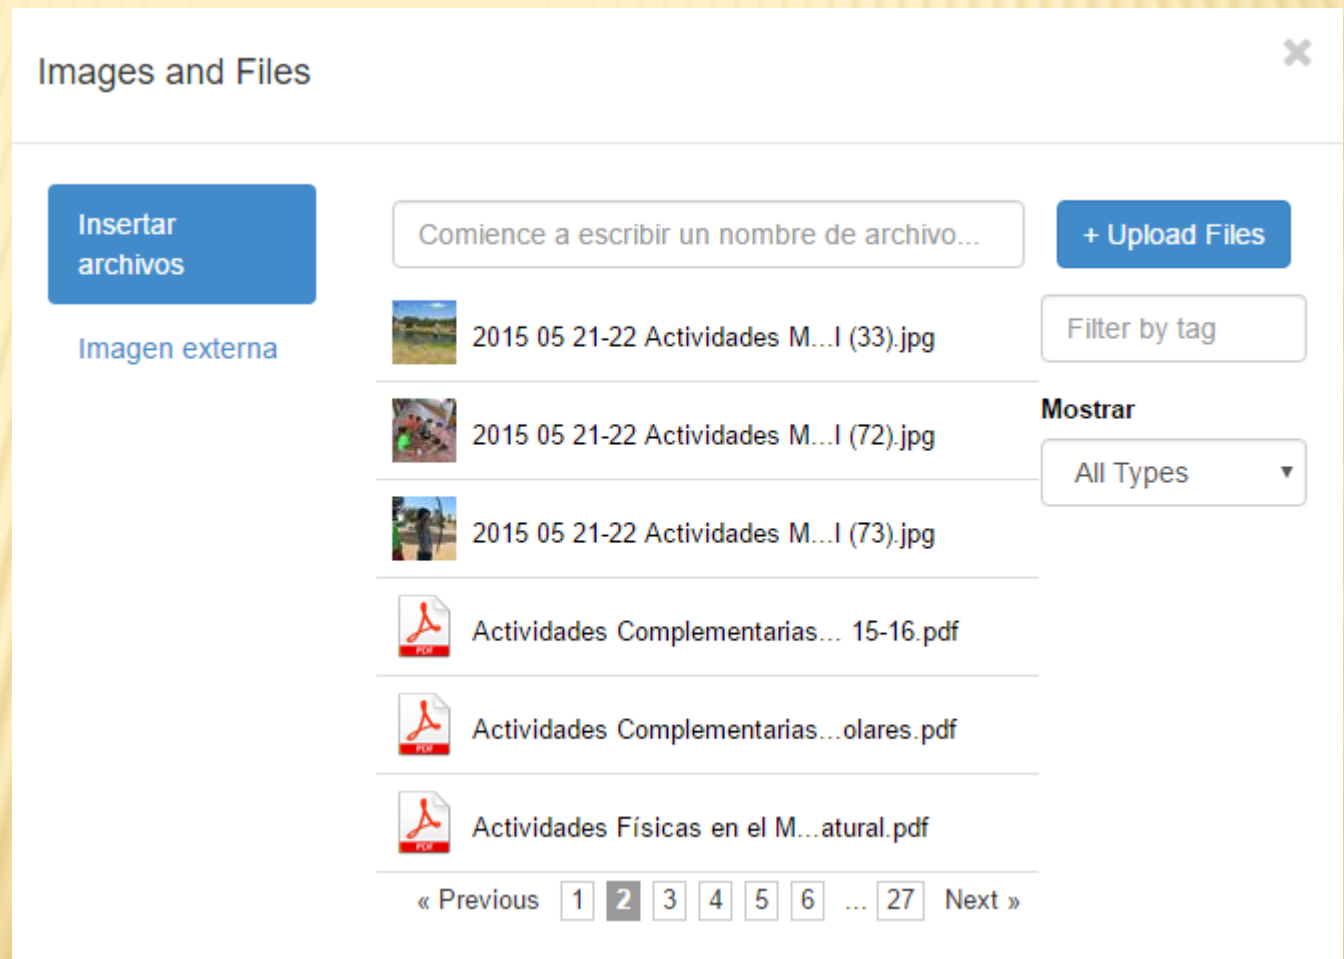 Images and Files
×
Insertar
archivos
Imagen externa
Comience a escribir un nombre de archivo...
+ Upload Files
Filter by tag
Mostrar
All Types
2015 05 21-22 Actividades M...l (33).jpg
2015 05 21-22 Actividades M...l (72).jpg
2015 05 21-22 Actividades M...l (73).jpg
PDF
Actividades Complementarias... 15-16.pdf
PDF
Actividades Complementarias...olares.pdf
PDF
Actividades Físicas en el M...atural.pdf
« Previous 1 2 3 4 5 6 ... 27 Next »